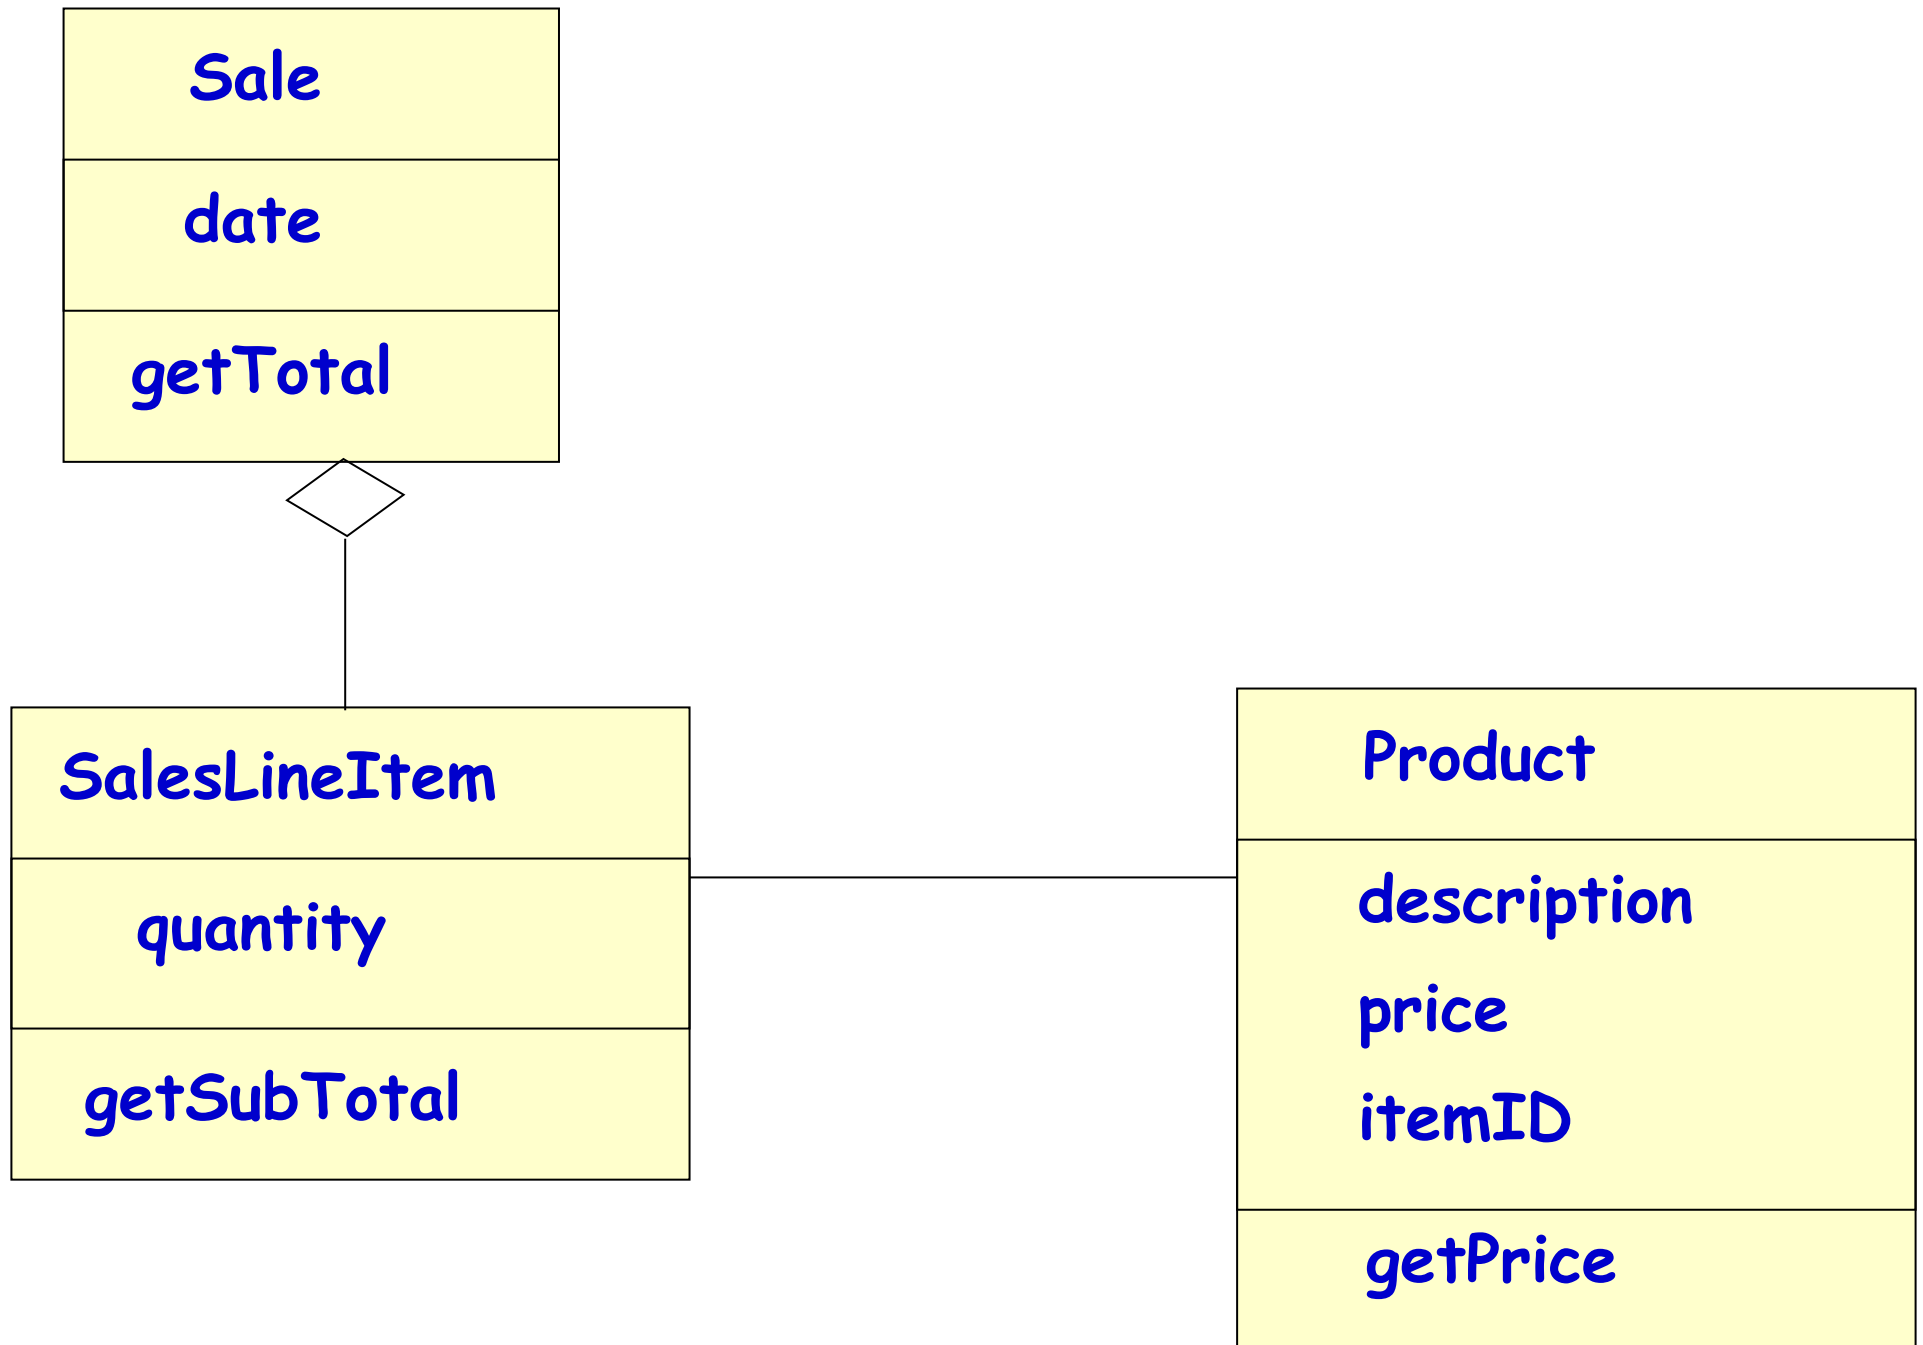 Sale
date
getTotal
SalesLineItem
quantity
getSubTotal
Product
description
price
itemID
getPrice